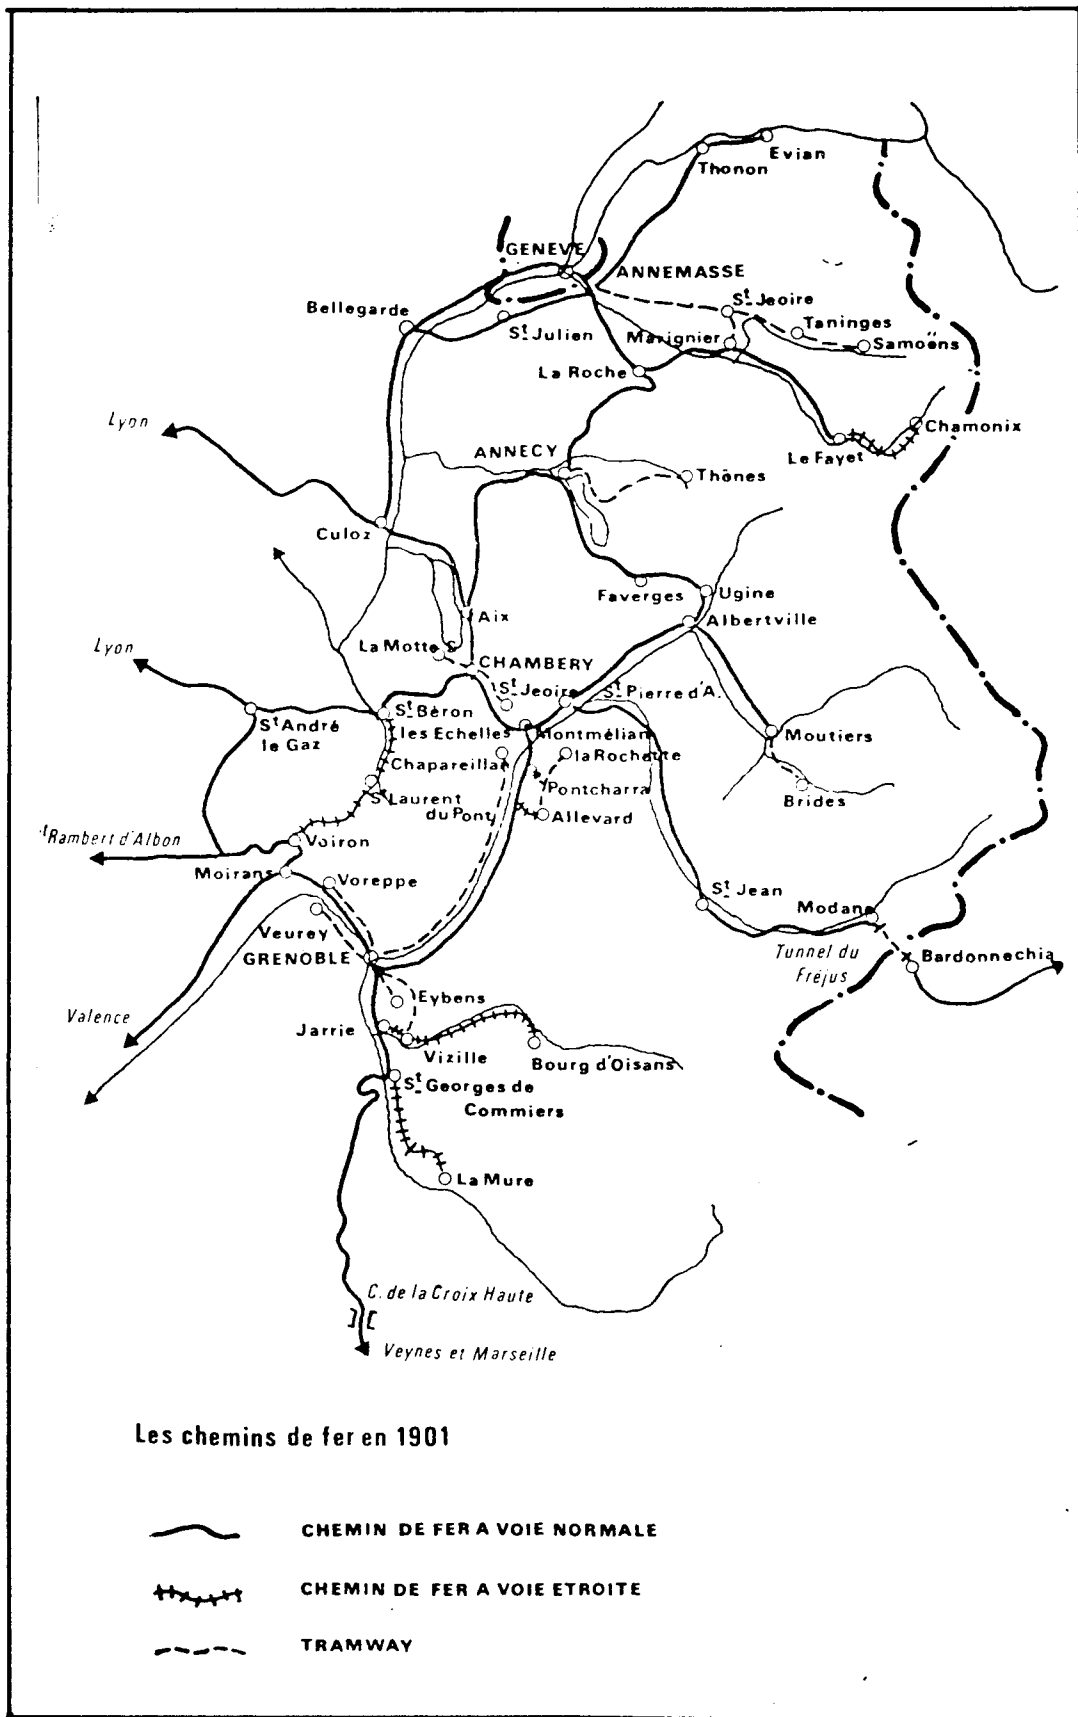 Evian
Thonon
GENEVE
ANNEMASSE
St Jeoire
Bellegarde
St Julien
Taninges
Marignier
Samoëns
La Roche
Lyon
Chamonix
ANNECY
Le Fayet
Thônes
Culoz
Faverges
Ugine
Aix
Albertville
Lyon
La Motte S
CHAMBERY
St Jeoire
St Pierre d'A.
St André
le Gaz
St Béron
les Echelles
Montmélian
Moutiers
Chapareillan
la Rochette
Pontcharra
Brides
St Laurent
du Pont
Allevard
t Rambert d'Albon
Voiron
Moirans
Voreppe
St Jean
Modane
Veurey
GRENOBLE
Tunnel du
Fréjus
Bardonnechia
Valence
Eybens
Jarrie
Vizille
Bourg d'Oisans
St Georges de
Commiers
La Mure
C. de la Croix Haute
Veynes et Marseille
Les chemins de fer en 1901
CHEMIN DE FER A VOIE NORMALE
CHEMIN DE FER A VOIE ETROITE
TRAMWAY